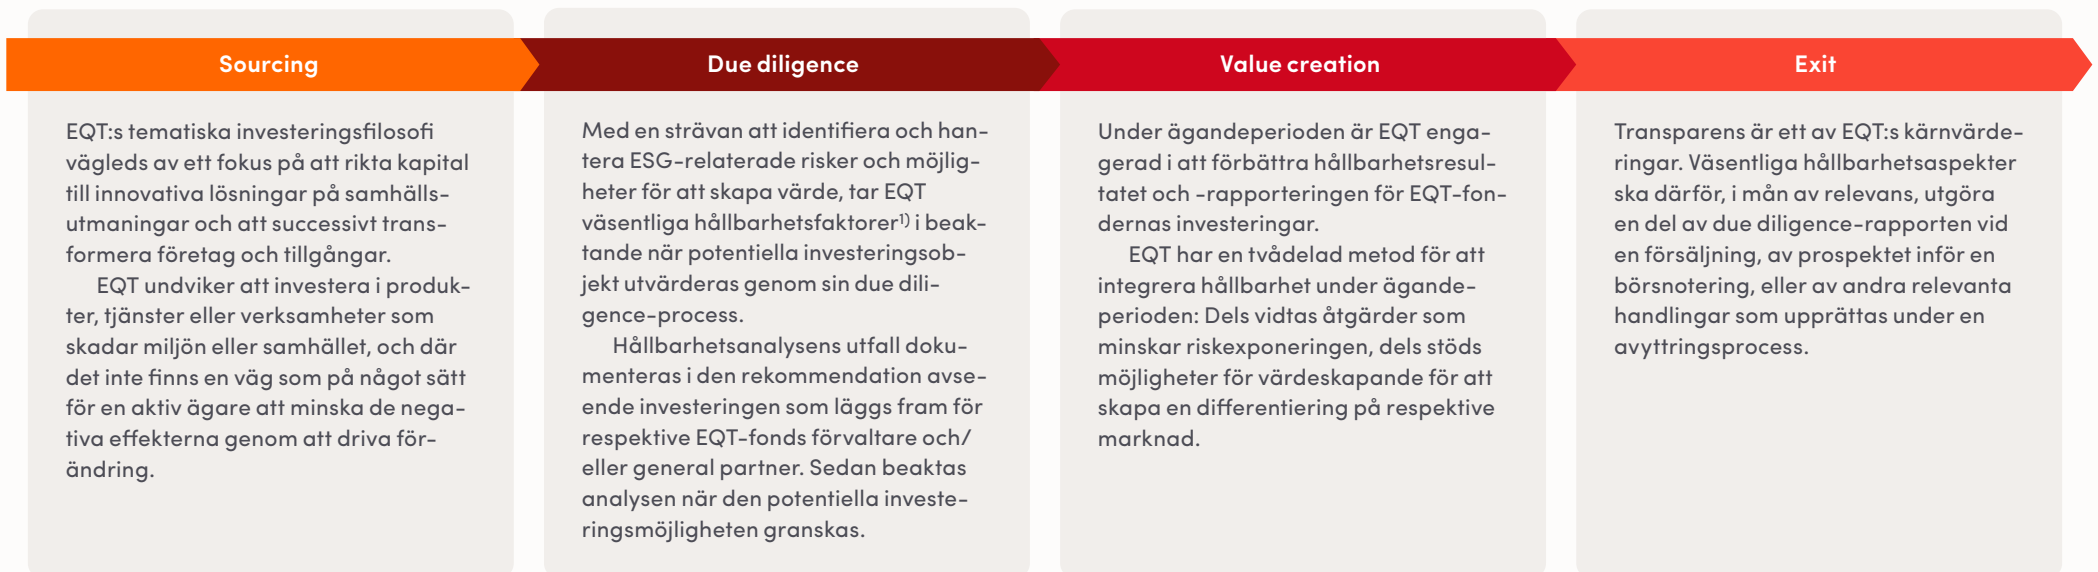 Sourcing
EQT:s tematiska investeringsfilosofi
vägleds av ett fokus på att rikta kapital
till innovativa lösningar på samhälls-
utmaningar och att successivt trans-
formera företag och tillgångar.
EQT undviker att investera i produk-
ter, tjänster eller verksamheter som
skadar miljön eller samhället, och där
det inte finns en väg som på något sätt
för en aktiv ägare att minska de nega-
tiva effekterna genom att driva för-
ändring.
Due diligence
Med en strävan att identifiera och han-
tera ESG-relaterade risker och möjlig-
heter för att skapa värde, tar EQT
väsentliga hållbarhetsfaktorer¹⁾ i beak-
tande när potentiella investeringsob-
jekt utvärderas genom sin due dili-
gence-process.
Hållbarhetsanalysens utfall doku-
menteras i den rekommendation avse-
ende investeringen som läggs fram för
respektive EQT-fonds förvaltare och/
eller general partner. Sedan beaktas
analysen när den potentiella investe-
ringsmöjligheten granskas.
Value creation
Under ägandeperioden är EQT enga-
gerad i att förbättra hållbarhetsresul-
tatet och -rapporteringen för EQT-fon-
dernas investeringar.
EQT har en tvådelad metod för att
integrera hållbarhet under ägande-
perioden: Dels vidtas åtgärder som
minskar riskexponeringen, dels stöds
möjligheter för värdeskapande för att
skapa en differentiering på respektive
marknad.
Exit
Transparens är ett av EQT:s kärnvärde-
ringar. Väsentliga hållbarhetsaspekter
ska därför, i mån av relevans, utgöra
en del av due diligence-rapporten vid
en försäljning, av prospektet inför en
börsnotering, eller av andra relevanta
handlingar som upprättas under en
avyttringsprocess.